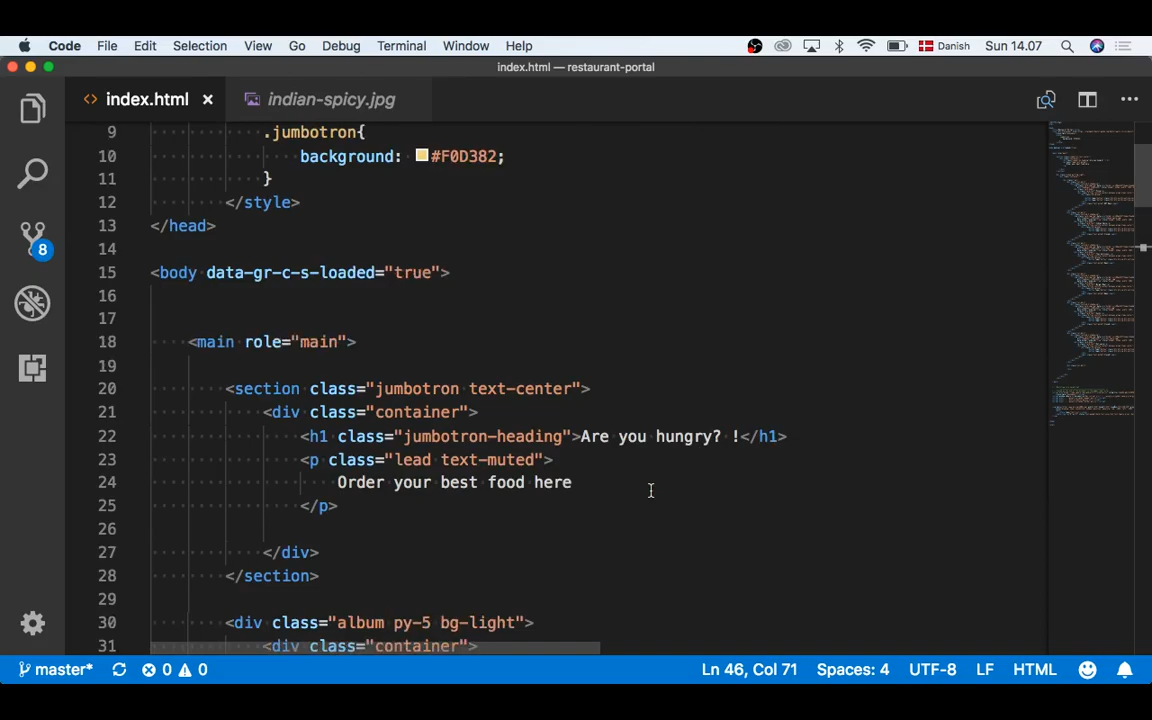 Code File Edit Selection View Go Debug Terminal Window Help Danish Sun 14.07
index.html — restaurant-portal
index.html indian-spicy.jpg
9 .jumbotron{
10 background: #F0D382;
11 }
12 </style>
13 </head>
14
15 <body data-gr-c-s-loaded="true">
16
17
18 <main role="main">
19
20 <section class="jumbotron text-center">
21 <div class="container">
22 <h1 class="jumbotron-heading">Are you hungry? !</h1>
23 <p class="lead text-muted">
24 Order your best food here
25 </p>
26
27 </div>
28 </section>
29
30 <div class="album py-5 bg-light">
31 <div class="container">
8
master* 0 0 Ln 46, Col 71 Spaces: 4 UTF-8 LF HTML